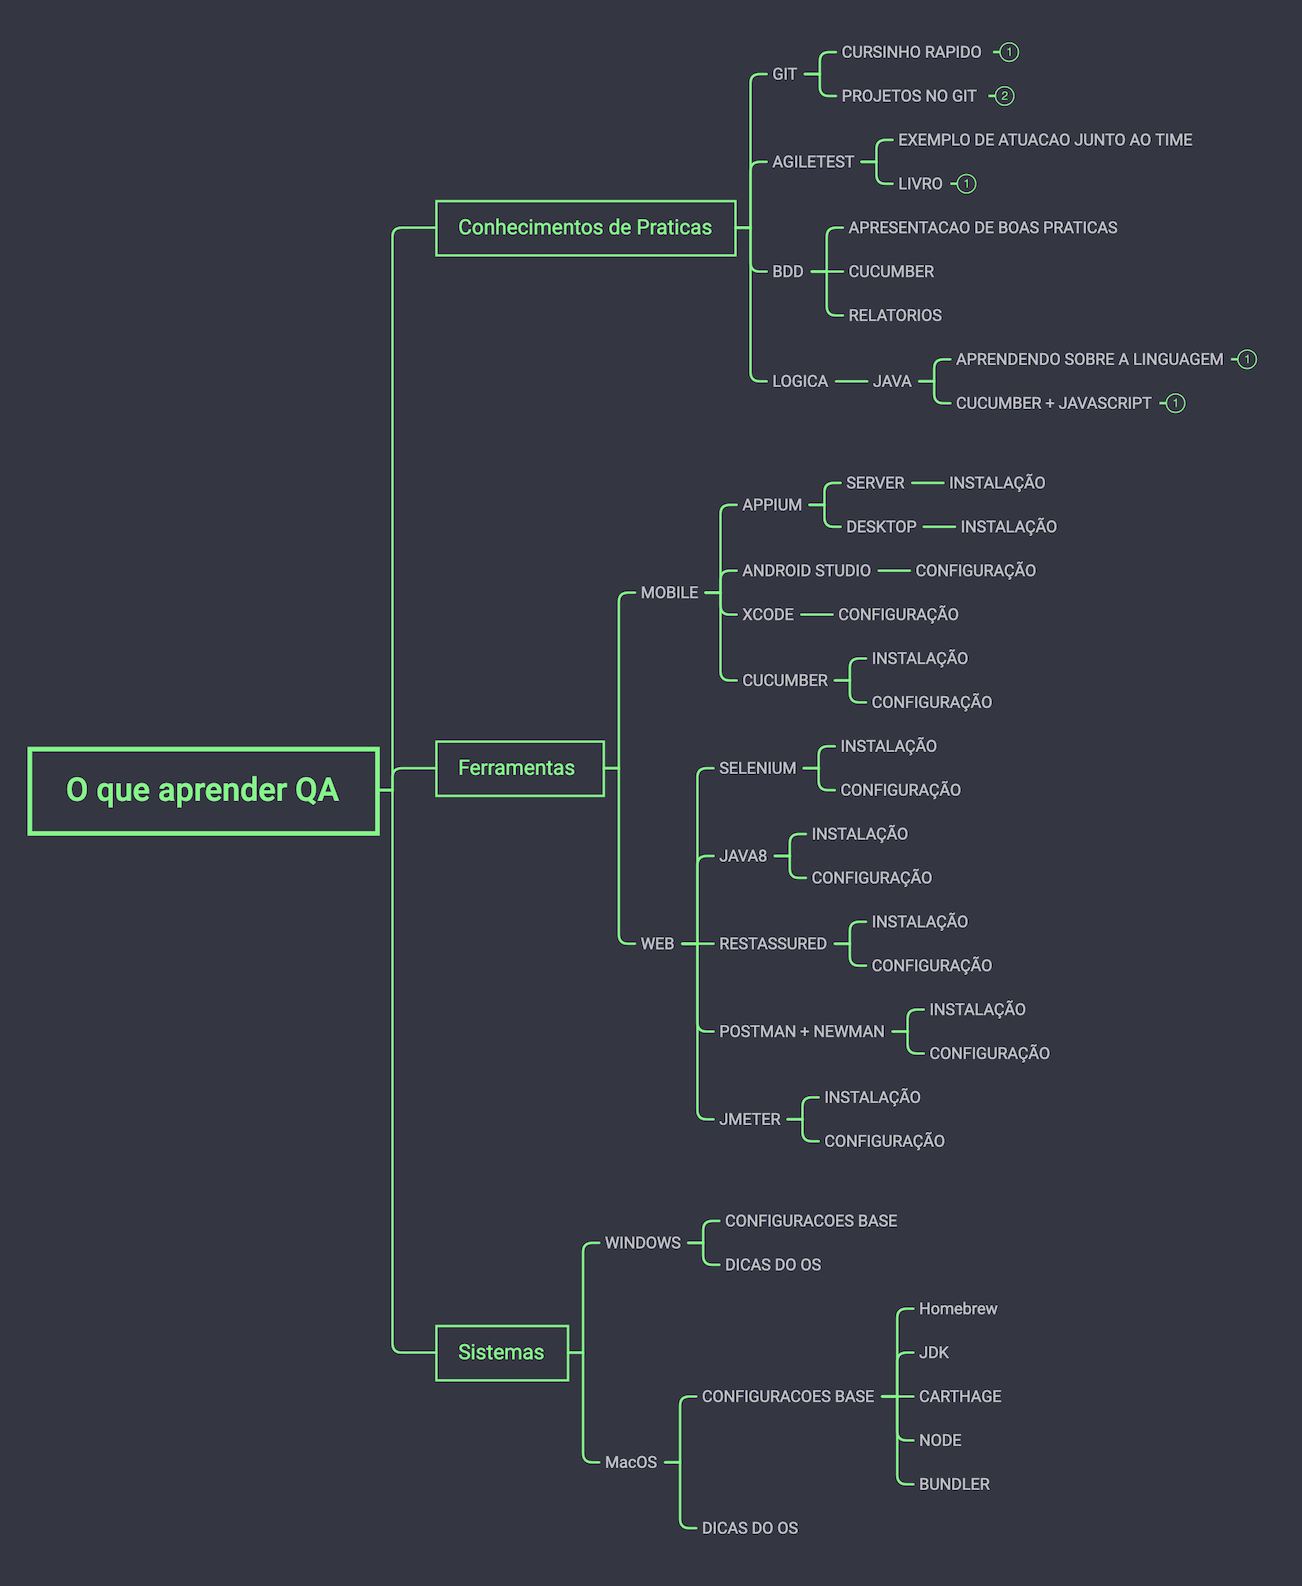 O que aprender QA
Conhecimentos de Praticas
GIT
CURSINHO RAPIDO 1
PROJETOS NO GIT 2
AGILETEST
EXEMPLO DE ATUACAO JUNTO AO TIME
LIVRO 1
BDD
APRESENTACAO DE BOAS PRATICAS
CUCUMBER
RELATORIOS
LOGICA
JAVA
APRENDENDO SOBRE A LINGUAGEM 1
CUCUMBER + JAVASCRIPT 1
Ferramentas
MOBILE
APPIUM
SERVER
INSTALAÇÃO
DESKTOP
INSTALAÇÃO
ANDROID STUDIO
CONFIGURAÇÃO
XCODE
CONFIGURAÇÃO
CUCUMBER
INSTALAÇÃO
CONFIGURAÇÃO
WEB
SELENIUM
INSTALAÇÃO
CONFIGURAÇÃO
JAVA8
INSTALAÇÃO
CONFIGURAÇÃO
RESTASSURED
INSTALAÇÃO
CONFIGURAÇÃO
POSTMAN + NEWMAN
INSTALAÇÃO
CONFIGURAÇÃO
JMETER
INSTALAÇÃO
CONFIGURAÇÃO
Sistemas
WINDOWS
CONFIGURACOES BASE
DICAS DO OS
MacOS
CONFIGURACOES BASE
Homebrew
JDK
CARTHAGE
NODE
BUNDLER
DICAS DO OS